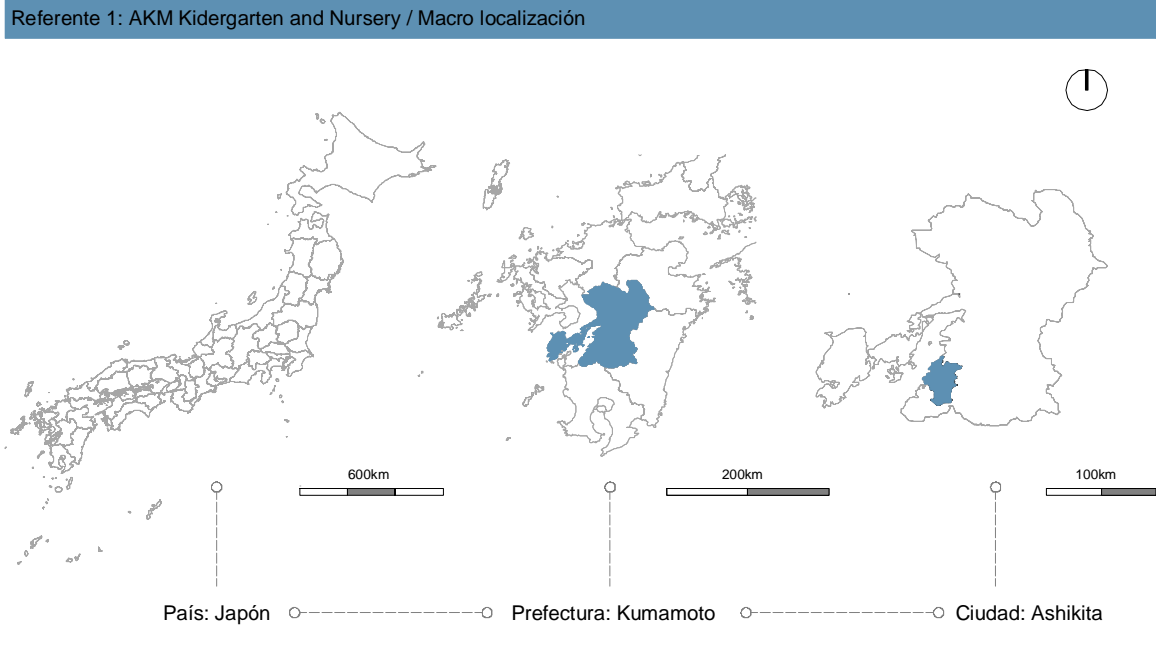 Referente 1: AKM Kidergarten and Nursery / Macro localización
600km
200km
100km
País: Japón
Prefectura: Kumamoto
Ciudad: Ashikita